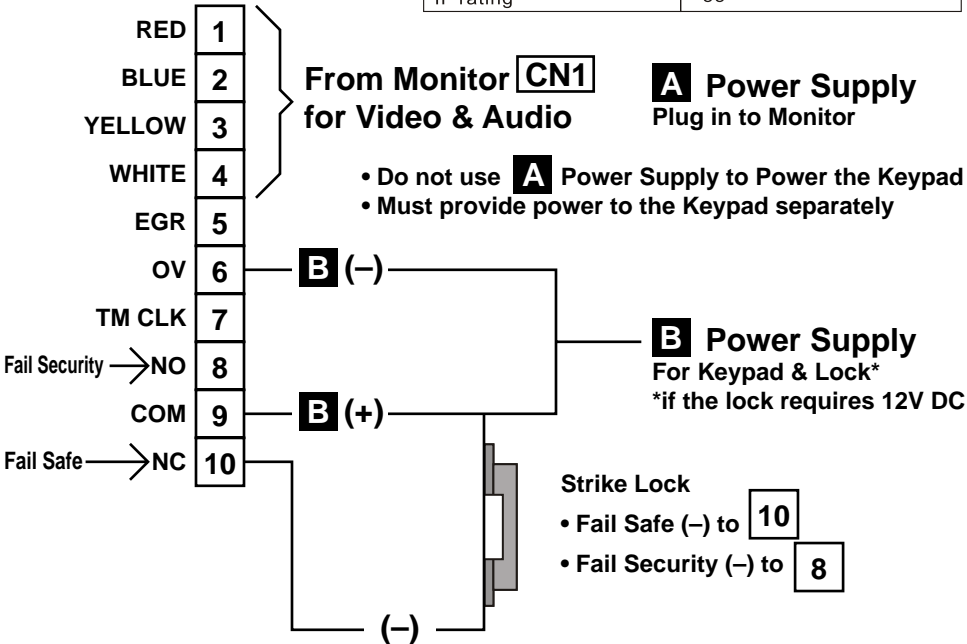 IP rating
RED 1
BLUE 2
YELLOW 3
WHITE 4
EGR 5
OV 6
TM CLK 7
Fail Security NO 8
COM 9
Fail Safe NC 10
From Monitor CN1
for Video & Audio
A Power Supply
Plug in to Monitor
• Do not use A Power Supply to Power the Keypad
• Must provide power to the Keypad separately
B (–)
B (+)
B Power Supply
For Keypad & Lock*
*if the lock requires 12V DC
Strike Lock
• Fail Safe (–) to 10
• Fail Security (–) to 8
(–)